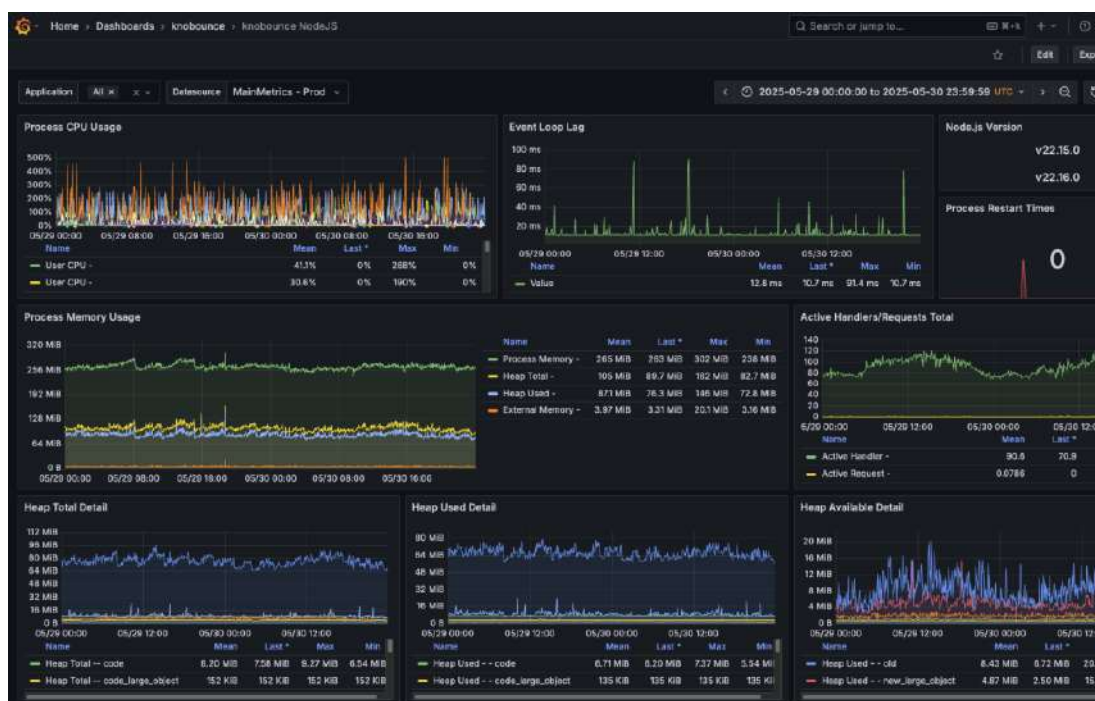 Home › Dashboards › knobounce › knobounce NodeJS
Search or jump to...
⌘+k
Edit
Exp
Application
All ×
Datasource
MainMetrics - Prod
2025-05-29 00:00:00 to 2025-05-30 23:59:59 UTC
Process CPU Usage
500%
400%
300%
200%
100%
0%
05/29 00:00 05/29 08:00 05/29 16:00 05/30 00:00 05/30 08:00 05/30 16:00
Name Mean Last * Max Min
User CPU - 41.1% 0% 268% 0%
User CPU - 30.6% 0% 190% 0%
Event Loop Lag
100 ms
80 ms
60 ms
40 ms
20 ms
05/29 00:00 05/29 12:00 05/30 00:00 05/30 12:00
Name Mean Last * Max Min
Value 12.8 ms 10.7 ms 91.4 ms 10.7 ms
Node.js Version
v22.15.0
v22.16.0
Process Restart Times
0
Process Memory Usage
320 MiB
256 MiB
192 MiB
128 MiB
64 MiB
0 B
05/29 00:00 05/29 08:00 05/29 16:00 05/30 00:00 05/30 08:00 05/30 16:00
Name Mean Last * Max Min
Process Memory - 265 MiB 263 MiB 302 MiB 238 MiB
Heap Total - 105 MiB 89.7 MiB 162 MiB 82.7 MiB
Heap Used - 87.1 MiB 76.3 MiB 146 MiB 72.8 MiB
External Memory - 3.97 MiB 3.31 MiB 20.1 MiB 3.16 MiB
Active Handlers/Requests Total
140
120
100
80
60
40
20
0
05/29 12:00 05/30 00:00
Name Mean Last *
Active Handler - 90.6 70.9
Active Request - 0.0786 0
Heap Total Detail
112 MiB
96 MiB
80 MiB
64 MiB
48 MiB
32 MiB
16 MiB
0 B
05/29 00:00 05/29 12:00 05/30 00:00 05/30 12:00
Name Mean Last * Max Min
Heap Total -- code 8.20 MiB 7.58 MiB 9.27 MiB 6.54 MiB
Heap Total -- code_large_object 152 KiB 152 KiB 152 KiB 152 KiB
Heap Used Detail
80 MiB
64 MiB
48 MiB
32 MiB
16 MiB
0 B
05/29 00:00 05/29 12:00 05/30 00:00 05/30 12:00
Name Mean Last * Max Min
Heap Used - - code 6.71 MiB 6.20 MiB 7.37 MiB 5.54 Mi
Heap Used - - code_large_object 135 KiB 135 KiB 135 KiB 135 Ki
Heap Available Detail
20 MiB
16 MiB
12 MiB
8 MiB
4 MiB
0 B
05/29 00:00 05/29 12:00 05/30 00:00 05/30 12:
Name Mean Last *
Heap Used - - old 8.43 MiB 6.72 MiB 20.
Heap Used - - new_large_object 4.87 MiB 2.50 MiB 15